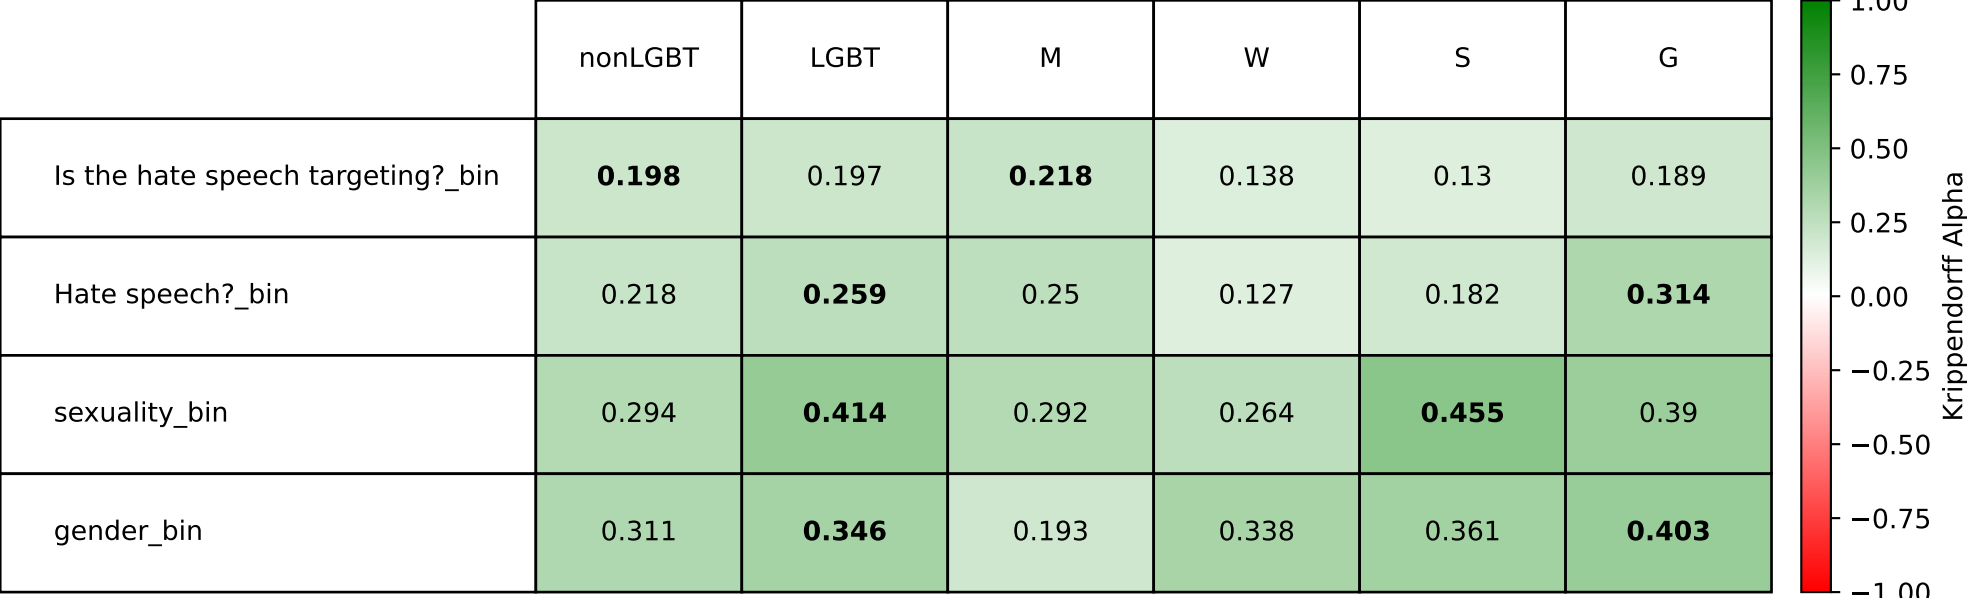 nonLGBT LGBT M W S G
Is the hate speech targeting?_bin 0.198 0.197 0.218 0.138 0.13 0.189
Hate speech?_bin 0.218 0.259 0.25 0.127 0.182 0.314
sexuality_bin 0.294 0.414 0.292 0.264 0.455 0.39
gender_bin 0.311 0.346 0.193 0.338 0.361 0.403
1.00
0.75
0.50
0.25
0.00
−0.25
−0.50
−0.75
−1.00
Krippendorff Alpha